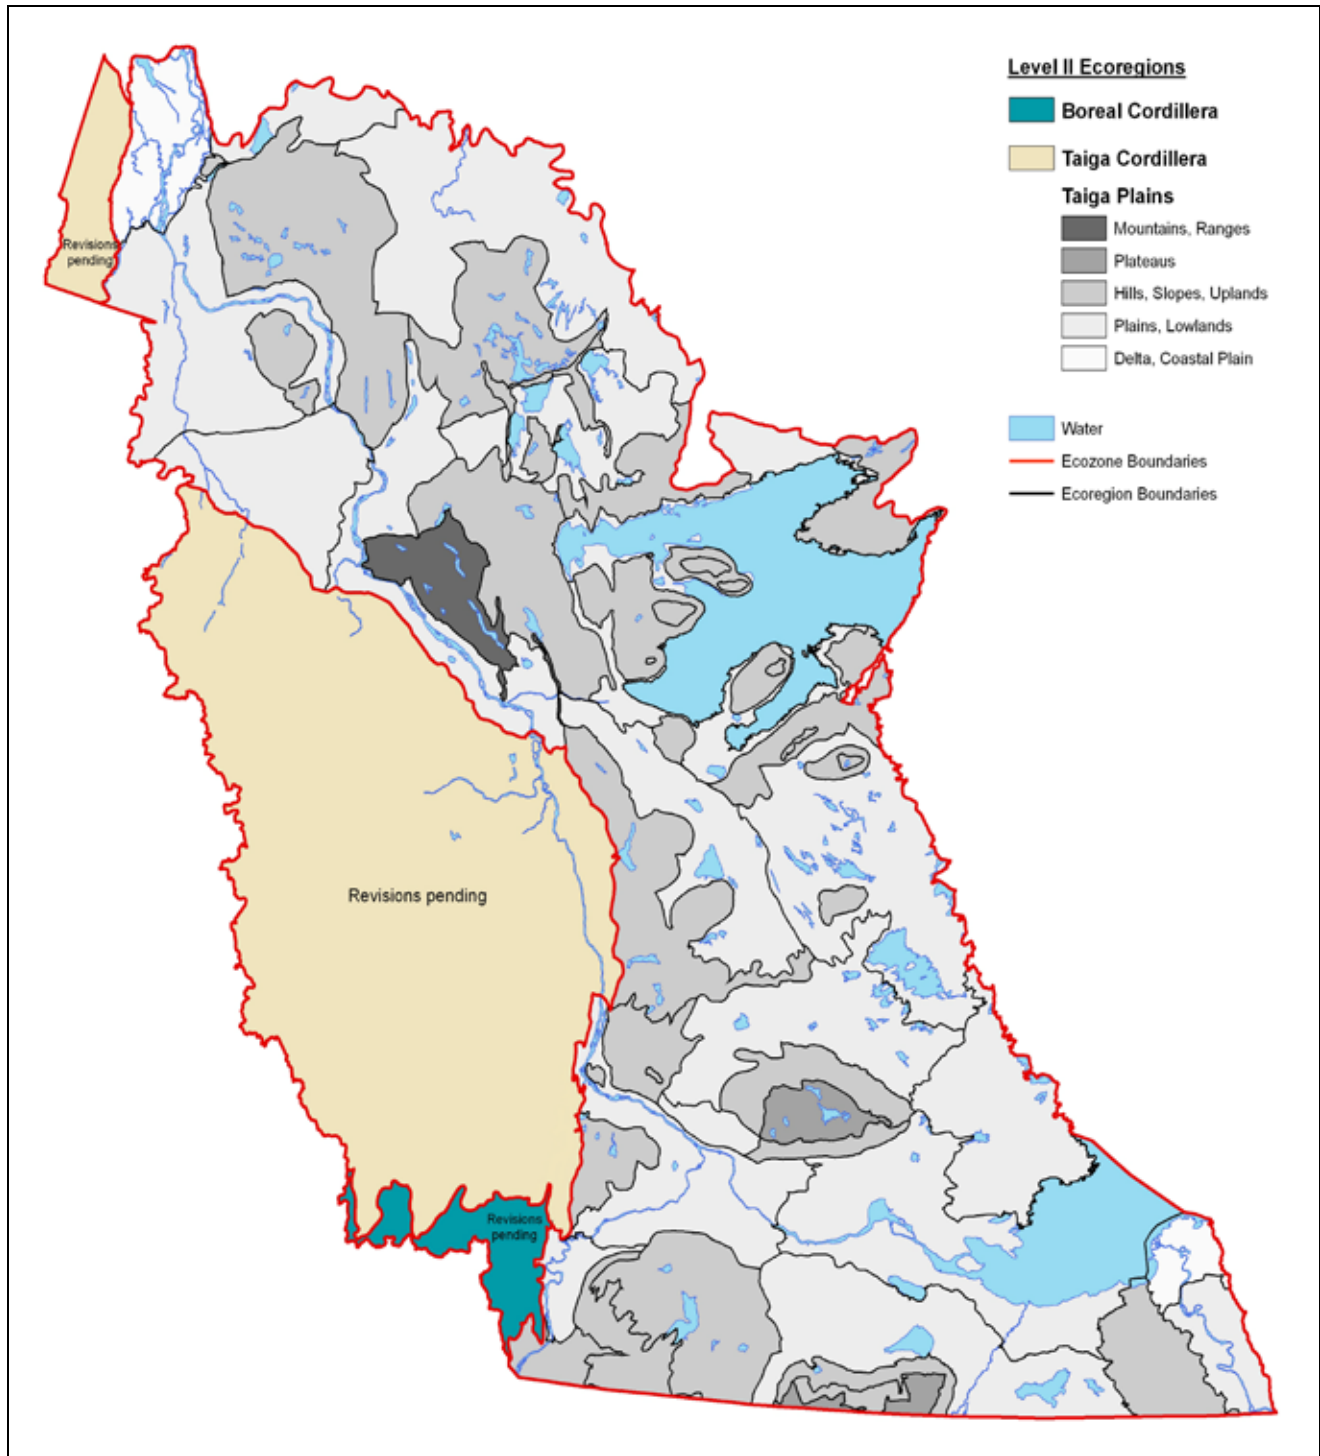 Level II Ecoregions
Boreal Cordillera
Taiga Cordillera
Taiga Plains
Mountains, Ranges
Plateaus
Hills, Slopes, Uplands
Plains, Lowlands
Delta, Coastal Plain
Water
Ecozone Boundaries
Ecoregion Boundaries
Revisions
pending
Revisions pending
Revisions
pending